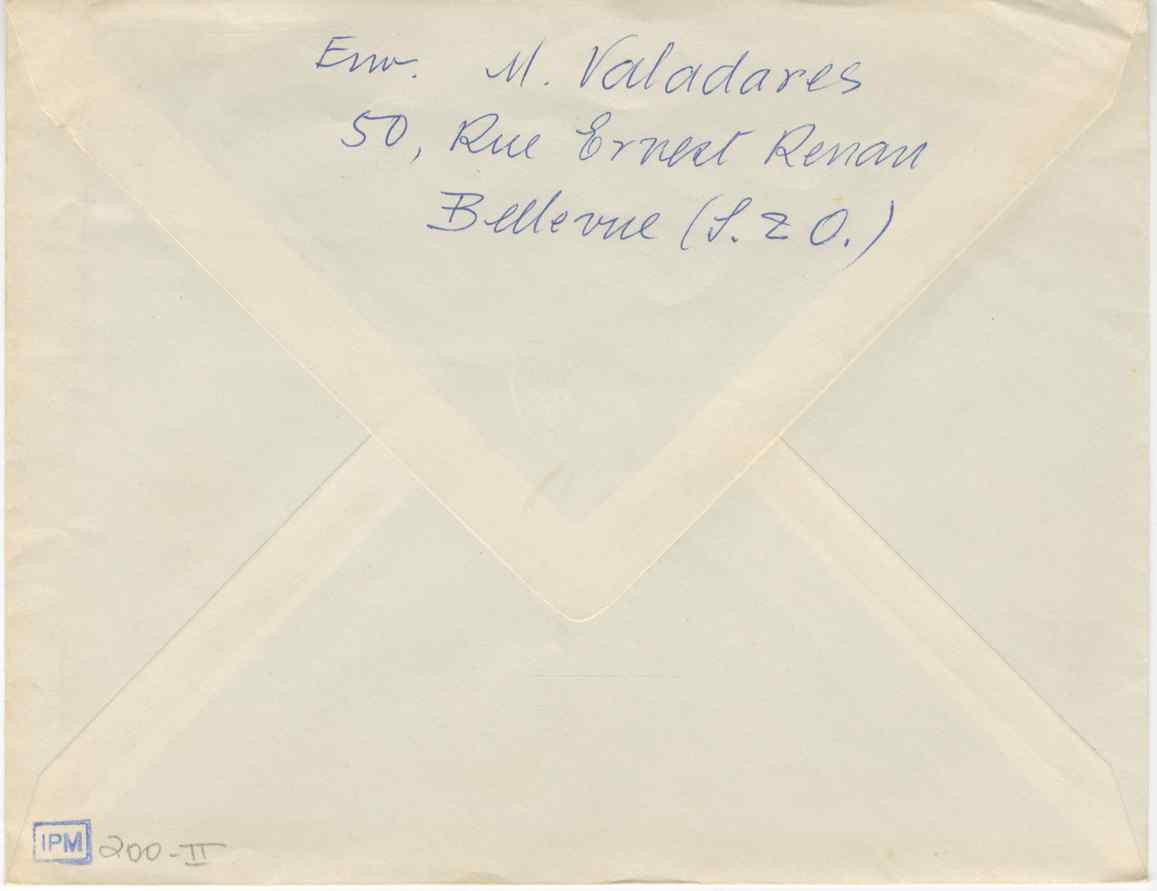 Env. M. Valadares
50, Rue Ernest Renan
Bellevue (S. & O.)
IPM 200-II